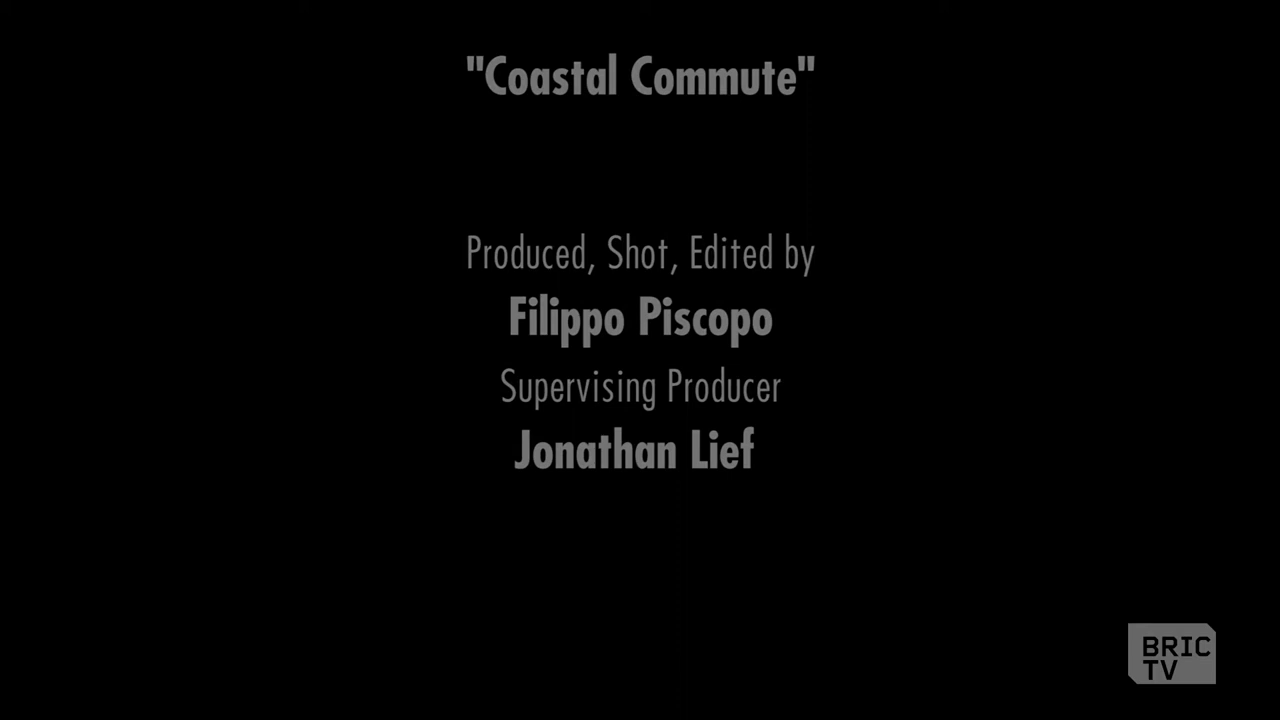 "Coastal Commute"
Produced, Shot, Edited by
Filippo Piscopo
Supervising Producer
Jonathan Lief
BRIC
TV